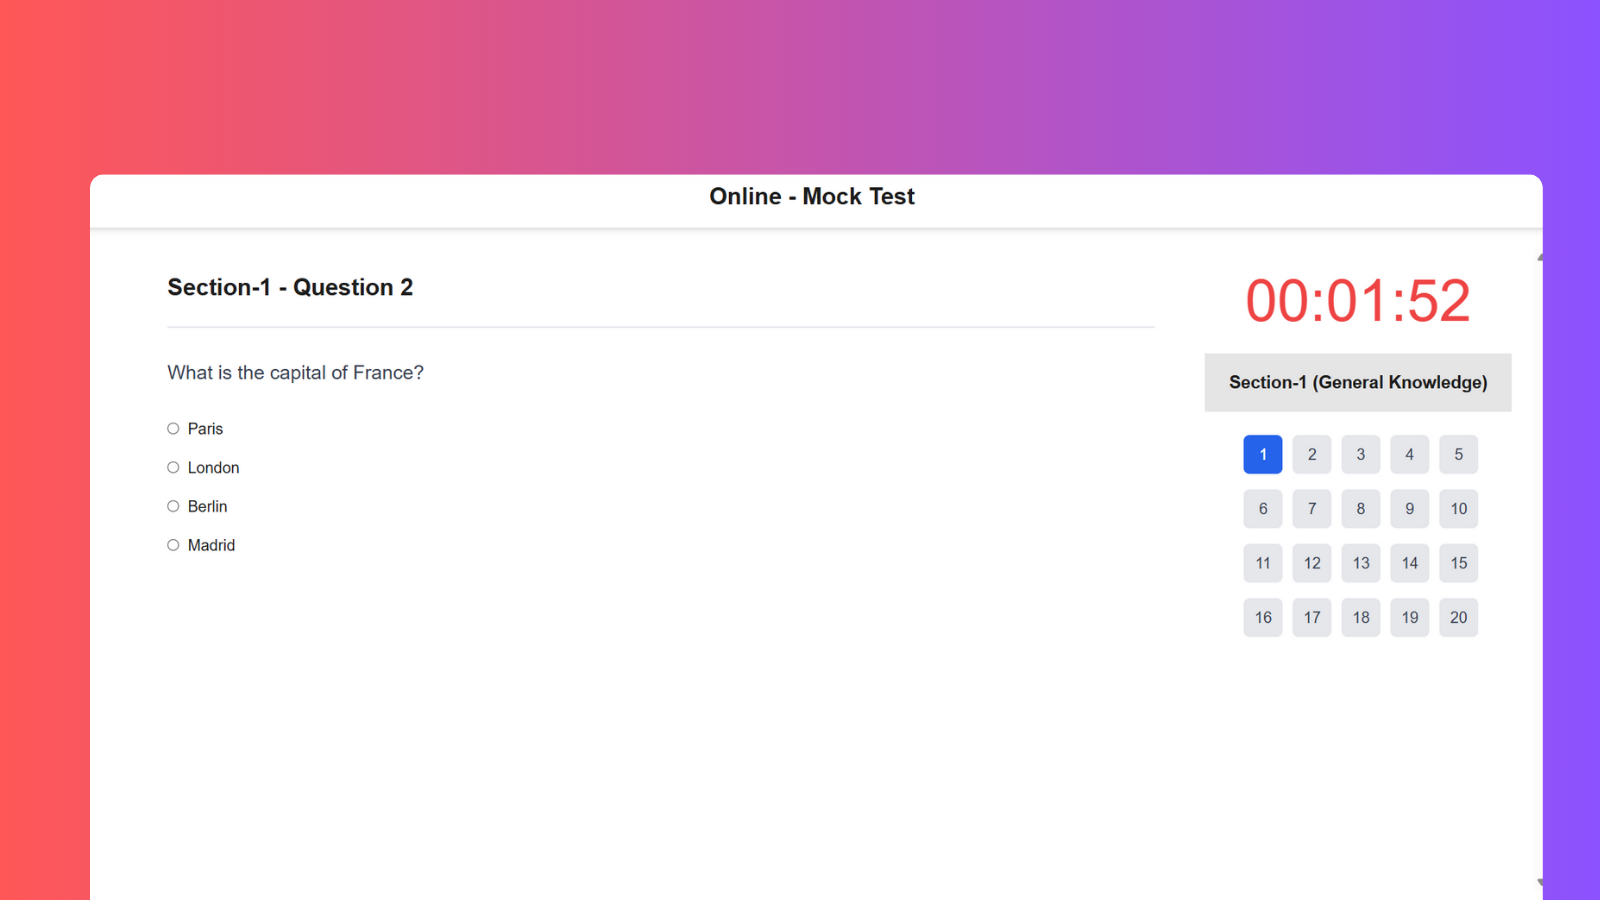 Online - Mock Test
Section-1 - Question 2
What is the capital of France?
Paris
London
Berlin
Madrid
00:01:52
Section-1 (General Knowledge)
1 2 3 4 5
6 7 8 9 10
11 12 13 14 15
16 17 18 19 20